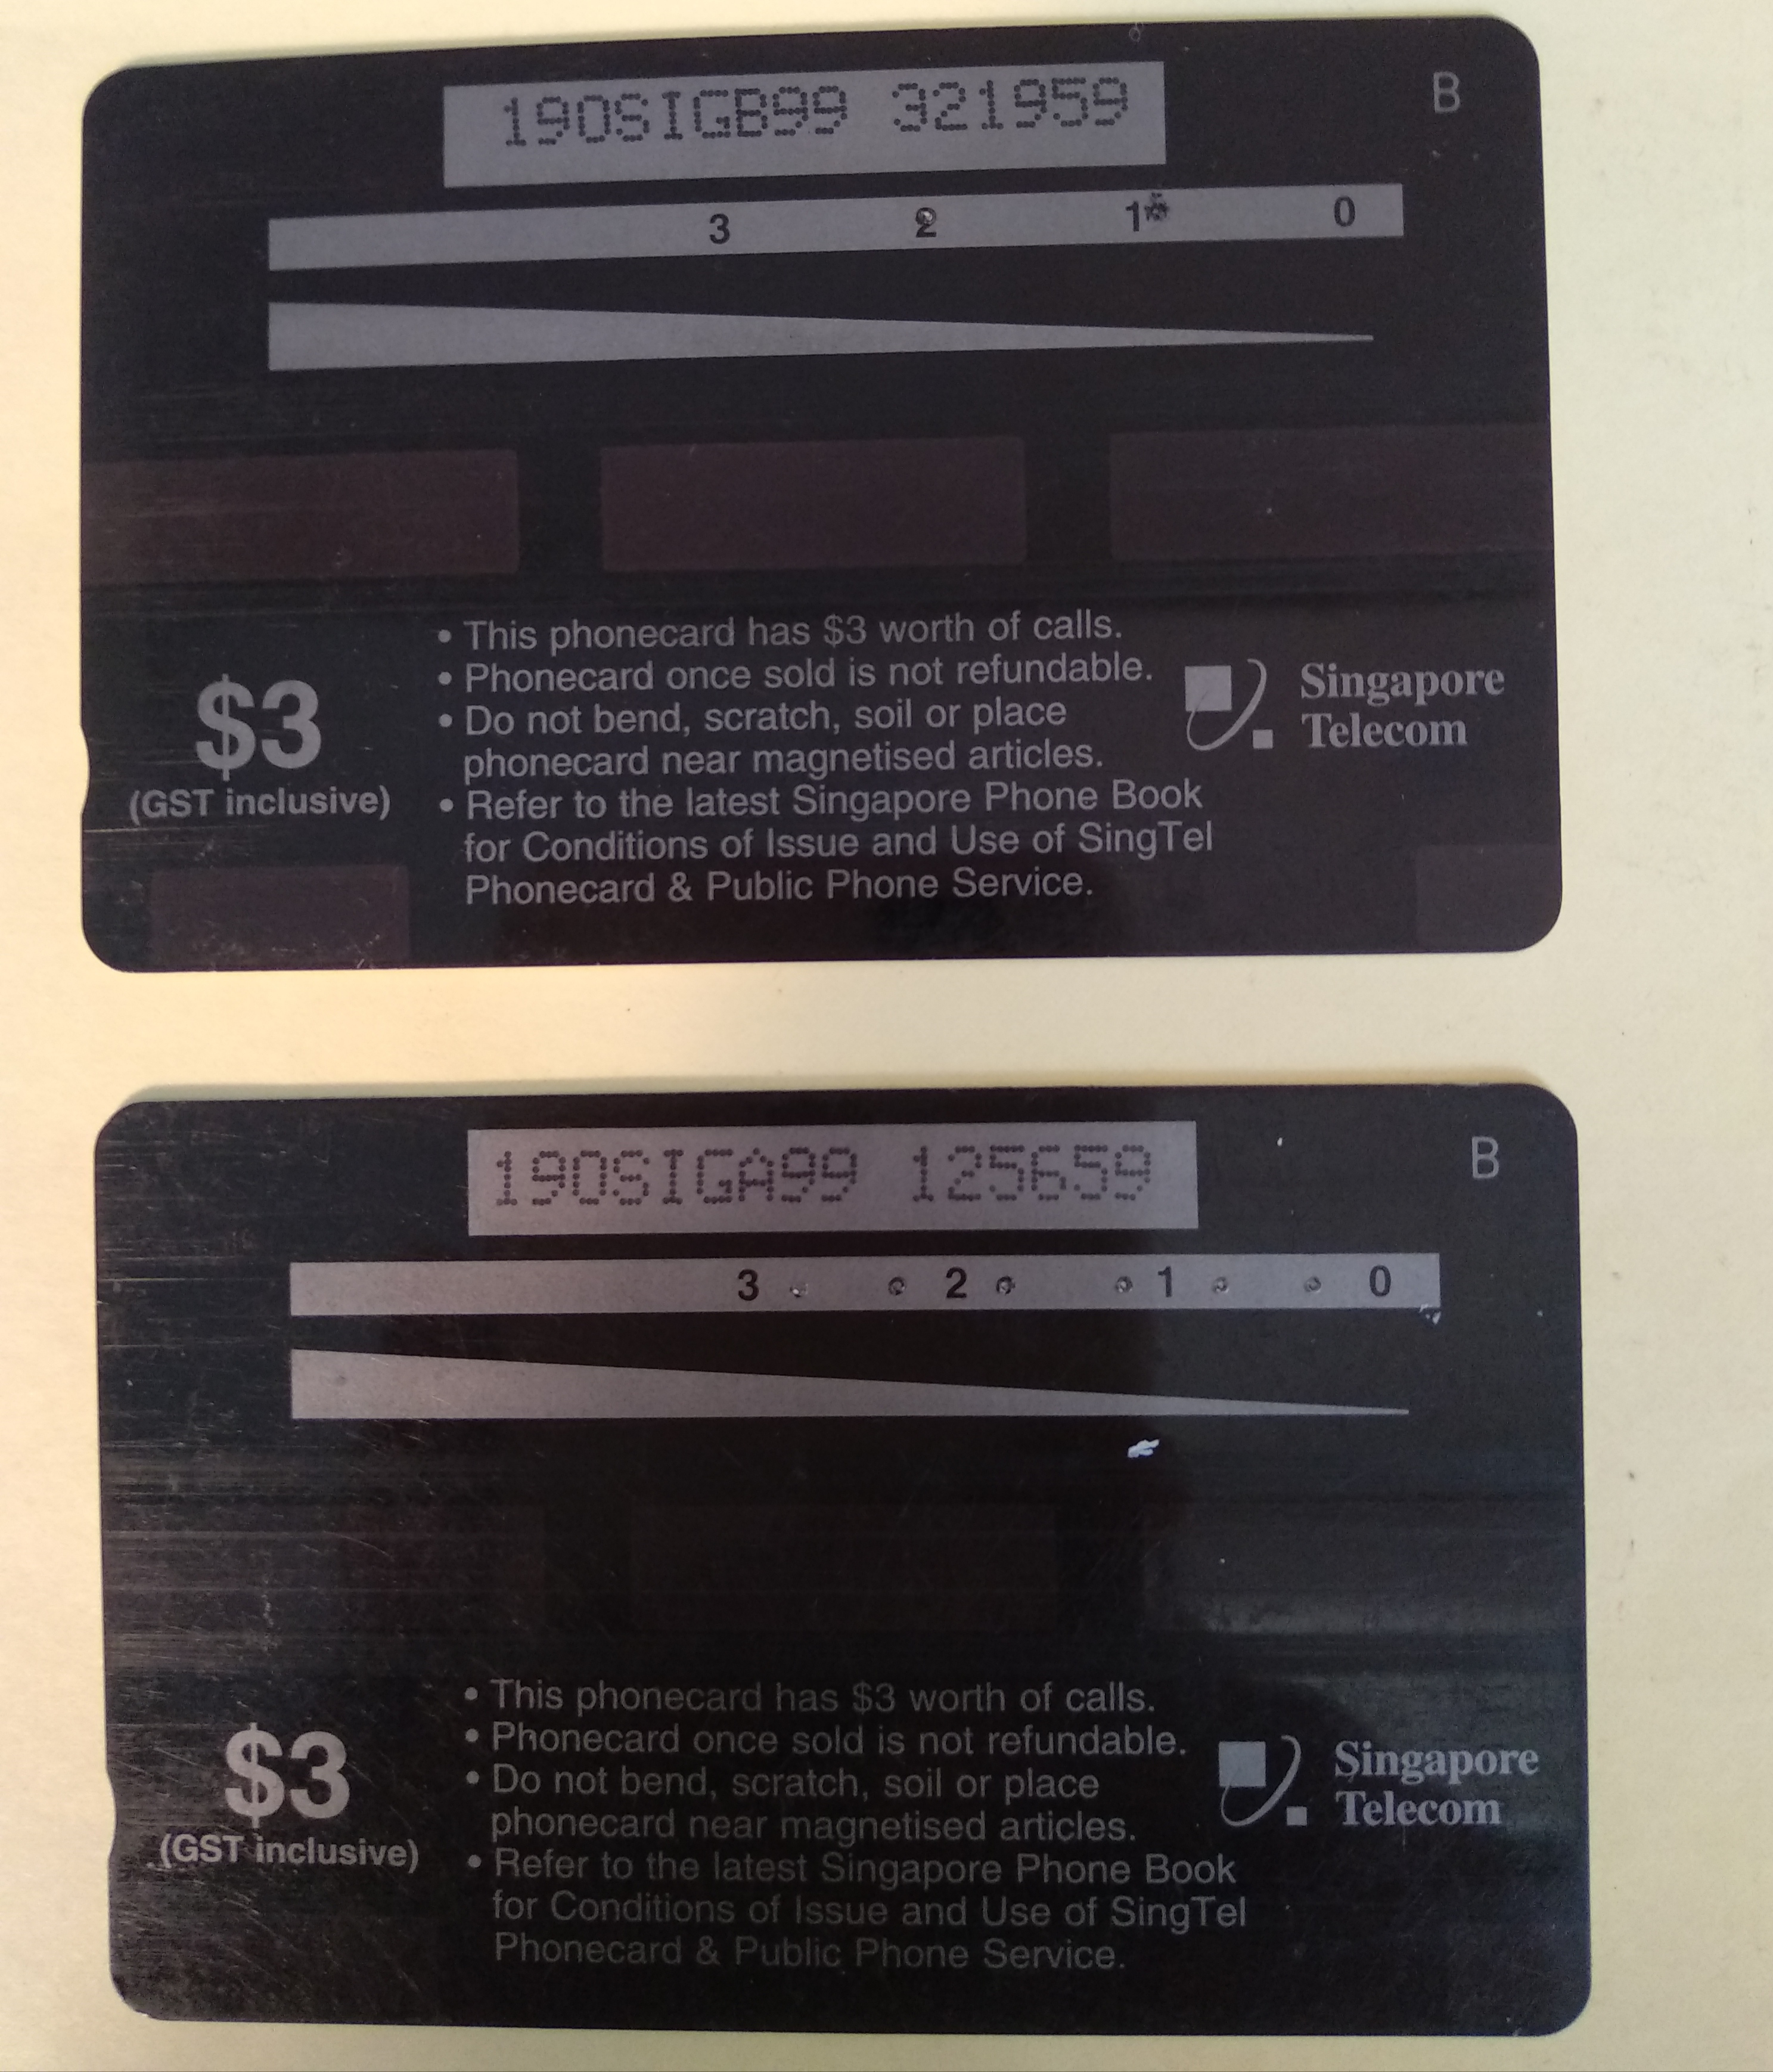 190SIGB99 321959
B
3 2 1 0
• This phonecard has $3 worth of calls.
• Phonecard once sold is not refundable.
• Do not bend, scratch, soil or place
phonecard near magnetised articles.
• Refer to the latest Singapore Phone Book
for Conditions of Issue and Use of SingTel
Phonecard & Public Phone Service.
$3
(GST inclusive)
Singapore
Telecom
190SIGA99 125659
B
3 2 1 0
• This phonecard has $3 worth of calls.
• Phonecard once sold is not refundable.
• Do not bend, scratch, soil or place
phonecard near magnetised articles.
• Refer to the latest Singapore Phone Book
for Conditions of Issue and Use of SingTel
Phonecard & Public Phone Service.
$3
(GST inclusive)
Singapore
Telecom